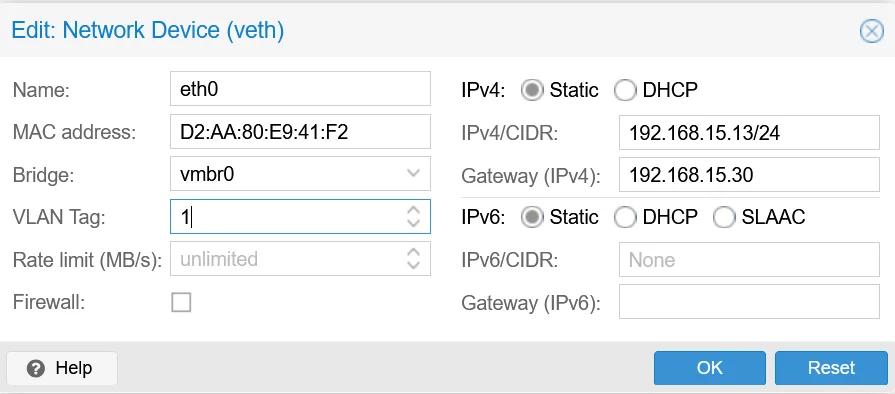 Edit: Network Device (veth)
Name: eth0
MAC address: D2:AA:80:E9:41:F2
Bridge: vmbr0
VLAN Tag: 1
Rate limit (MB/s): unlimited
Firewall:
IPv4: Static DHCP
IPv4/CIDR: 192.168.15.13/24
Gateway (IPv4): 192.168.15.30
IPv6: Static DHCP SLAAC
IPv6/CIDR: None
Gateway (IPv6):
? Help
OK
Reset